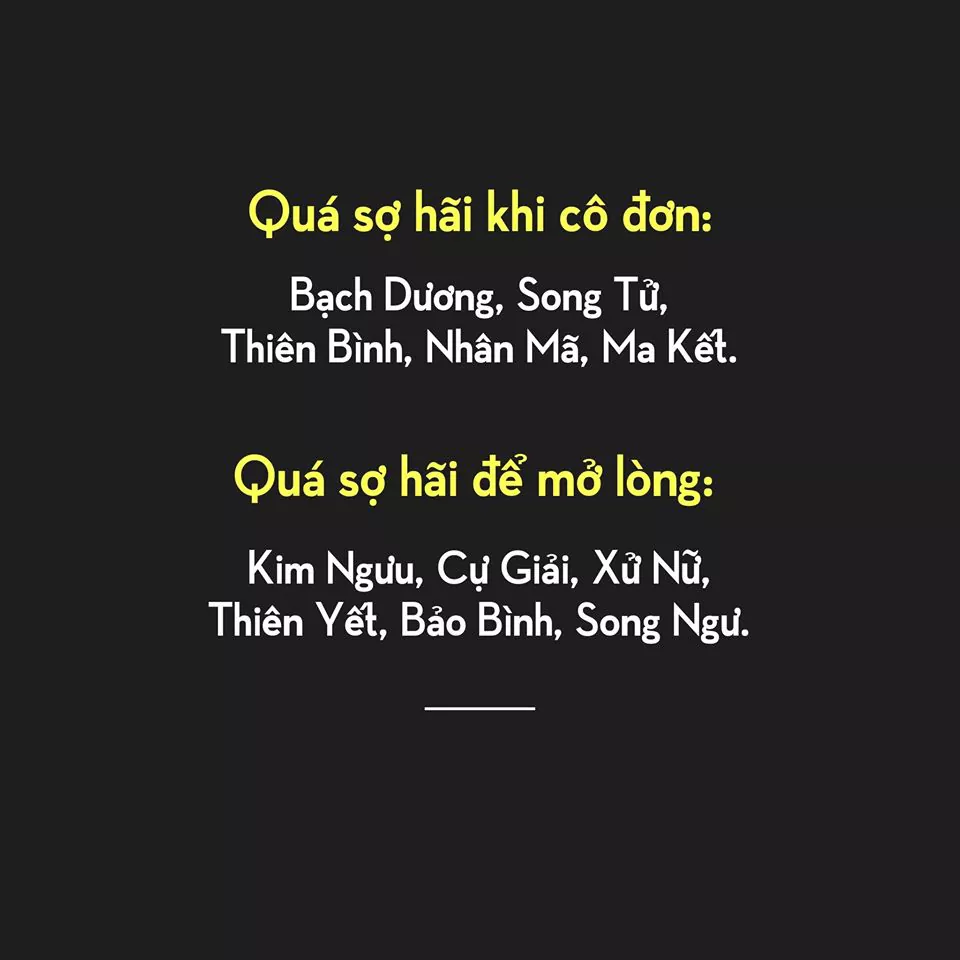 Quá sợ hãi khi cô đơn:
Bạch Dương, Song Tử,
Thiên Bình, Nhân Mã, Ma Kết.
Quá sợ hãi để mở lòng:
Kim Ngưu, Cự Giải, Xử Nữ,
Thiên Yết, Bảo Bình, Song Ngư.